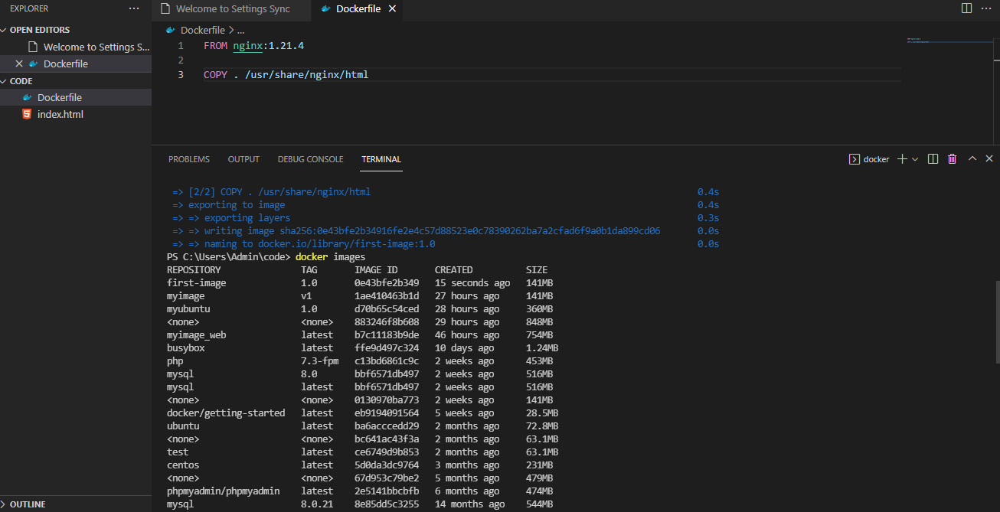 EXPLORER
Welcome to Settings Sync
Dockerfile
OPEN EDITORS
Welcome to Settings S...
Dockerfile
CODE
Dockerfile
index.html
OUTLINE
Dockerfile > ...
1 FROM nginx:1.21.4
2
3 COPY . /usr/share/nginx/html
PROBLEMS OUTPUT DEBUG CONSOLE TERMINAL docker
=> [2/2] COPY . /usr/share/nginx/html 0.4s
=> exporting to image 0.4s
=> => exporting layers 0.3s
=> => writing image sha256:0e43bfe2b34916fe2e4c57d88523e0c78390262ba7a2cfad6f9a0b1da899cd06 0.0s
=> => naming to docker.io/library/first-image:1.0 0.0s
PS C:\Users\Admin\code> docker images
REPOSITORY TAG IMAGE ID CREATED SIZE
first-image 1.0 0e43bfe2b349 15 seconds ago 141MB
myimage v1 1ae410463b1d 27 hours ago 141MB
myubuntu 1.0 d70b65c54ced 28 hours ago 360MB
<none> <none> 883246f8b608 29 hours ago 848MB
myimage_web latest b7c11183b9de 46 hours ago 754MB
busybox latest ffe9d497c324 10 days ago 1.24MB
php 7.3-fpm c13bd6861c9c 2 weeks ago 453MB
mysql 8.0 bbf6571db497 2 weeks ago 516MB
mysql latest bbf6571db497 2 weeks ago 516MB
<none> <none> 0130970ba773 2 weeks ago 141MB
docker/getting-started latest eb9194091564 5 weeks ago 28.5MB
ubuntu latest ba6acccedd29 2 months ago 72.8MB
<none> <none> bc641ac43f3a 2 months ago 63.1MB
test latest ce6749d9b853 2 months ago 63.1MB
centos latest 5d0da3dc9764 3 months ago 231MB
<none> <none> 67d953c79be2 5 months ago 479MB
phpmyadmin/phpmyadmin latest 2e5141bbcbfb 6 months ago 474MB
mysql 8.0.21 8e85dd5c3255 14 months ago 544MB